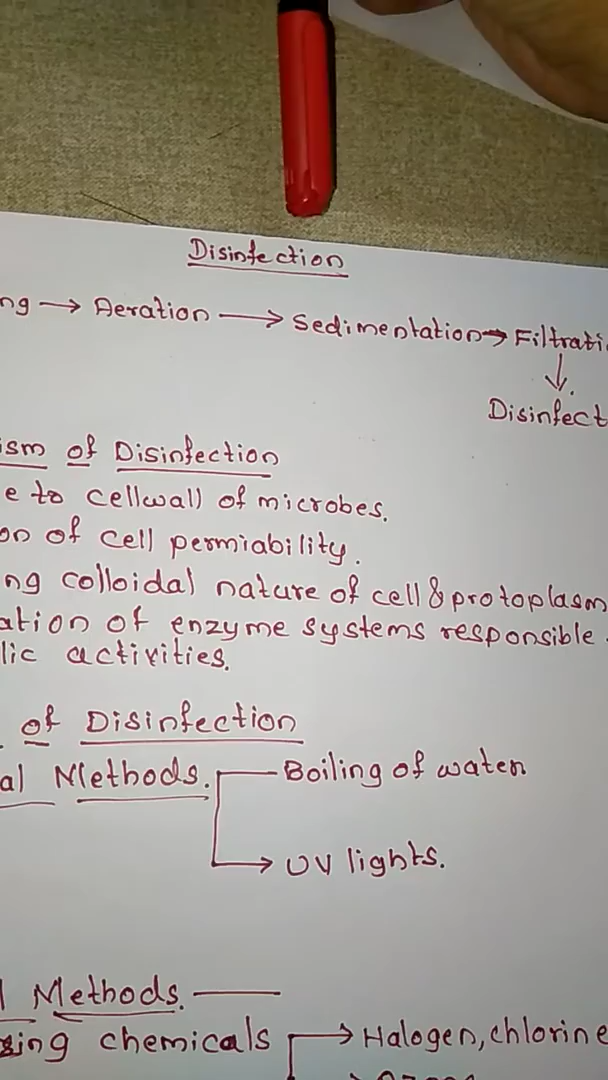 Disinfection
ng → Aeration → Sedimentation → Filtrati
↓
Disinfect
ism of Disinfection
e to cellwall of microbes.
on of cell permiability.
ng colloidal nature of cell & protoplasm
ation of enzyme systems responsible
lic activities.
of Disinfection
al Methods. Boiling of water
→ UV lights.
l Methods. —
sing chemicals → Halogen, chlorine